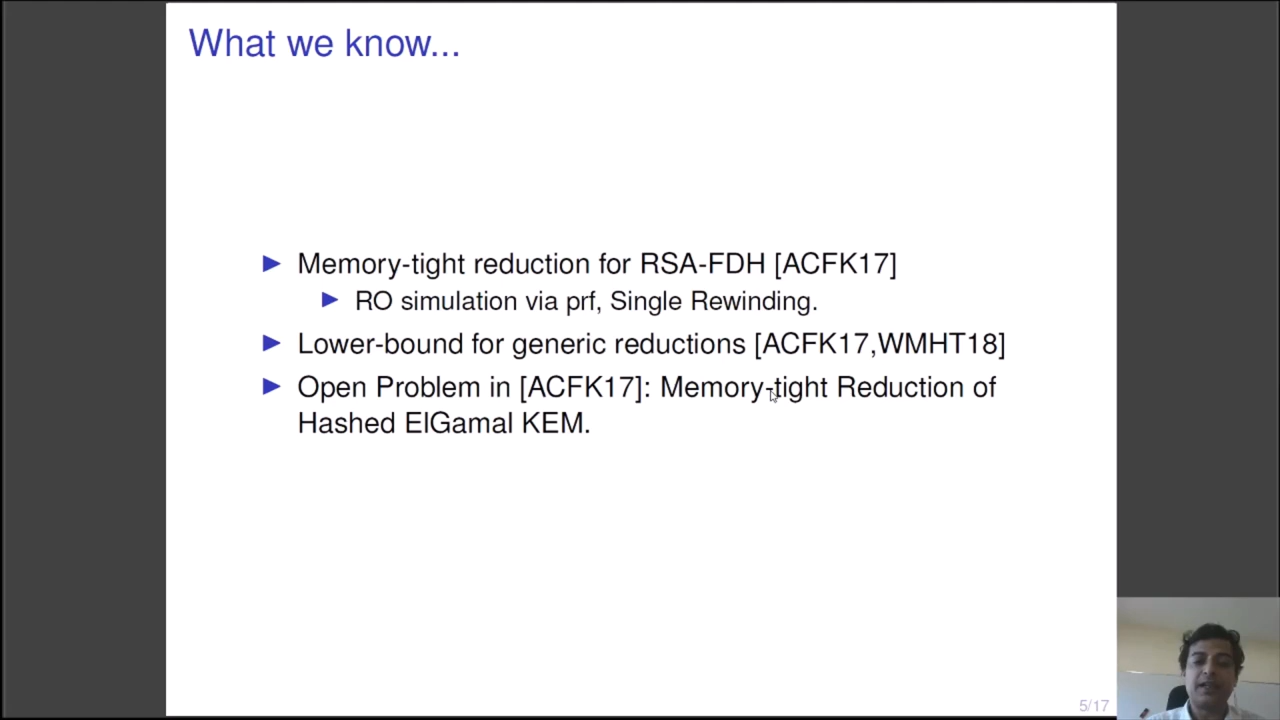 What we know...
► Memory-tight reduction for RSA-FDH [ACFK17]
► RO simulation via prf, Single Rewinding.
► Lower-bound for generic reductions [ACFK17,WMHT18]
► Open Problem in [ACFK17]: Memory-tight Reduction of
Hashed ElGamal KEM.
5/17